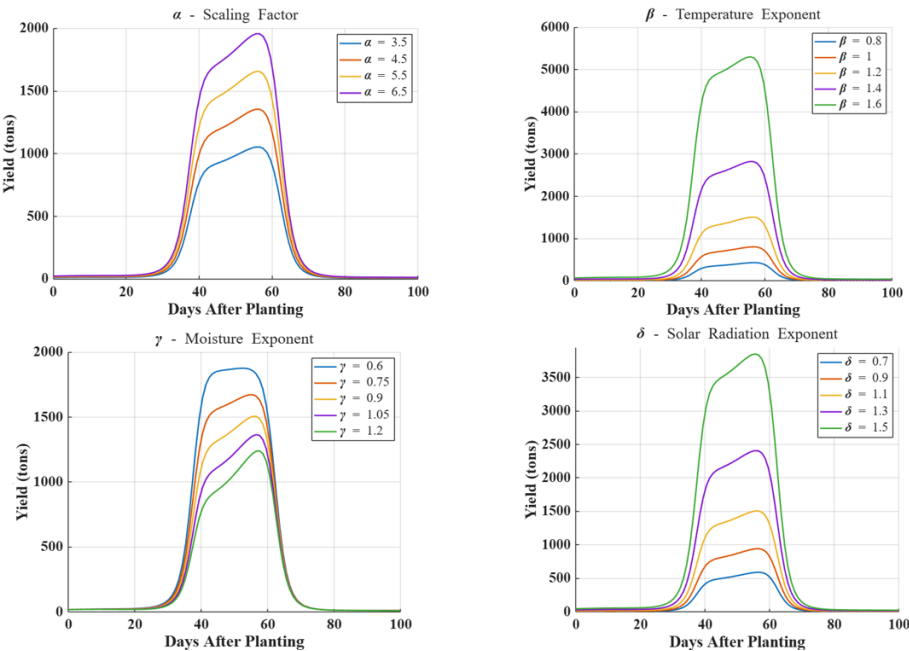 α - Scaling Factor
2000
1500
1000
500
0
Yield (tons)
α = 3.5
α = 4.5
α = 5.5
α = 6.5
0 20 40 60 80 100
Days After Planting
β - Temperature Exponent
6000
5000
4000
3000
2000
1000
0
Yield (tons)
β = 0.8
β = 1
β = 1.2
β = 1.4
β = 1.6
0 20 40 60 80 100
Days After Planting
γ - Moisture Exponent
2000
1500
1000
500
0
Yield (tons)
γ = 0.6
γ = 0.75
γ = 0.9
γ = 1.05
γ = 1.2
0 20 40 60 80 100
Days After Planting
δ - Solar Radiation Exponent
3500
3000
2500
2000
1500
1000
500
0
Yield (tons)
δ = 0.7
δ = 0.9
δ = 1.1
δ = 1.3
δ = 1.5
0 20 40 60 80 100
Days After Planting